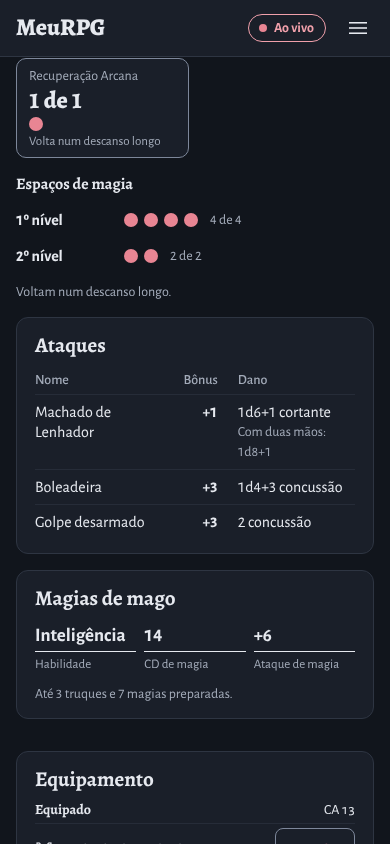 MeuRPG
Ao vivo
Recuperação Arcana
1 de 1
Volta num descanso longo
Espaços de magia
1º nível 4 de 4
2º nível 2 de 2
Voltam num descanso longo.
Ataques
Nome Bônus Dano
Machado de Lenhador +1 1d6+1 cortante
Com duas mãos:
1d8+1
Boleadeira +3 1d4+3 concussão
Golpe desarmado +3 2 concussão
Magias de mago
Inteligência 14 +6
Habilidade CD de magia Ataque de magia
Até 3 truques e 7 magias preparadas.
Equipamento
Equipado CA 13